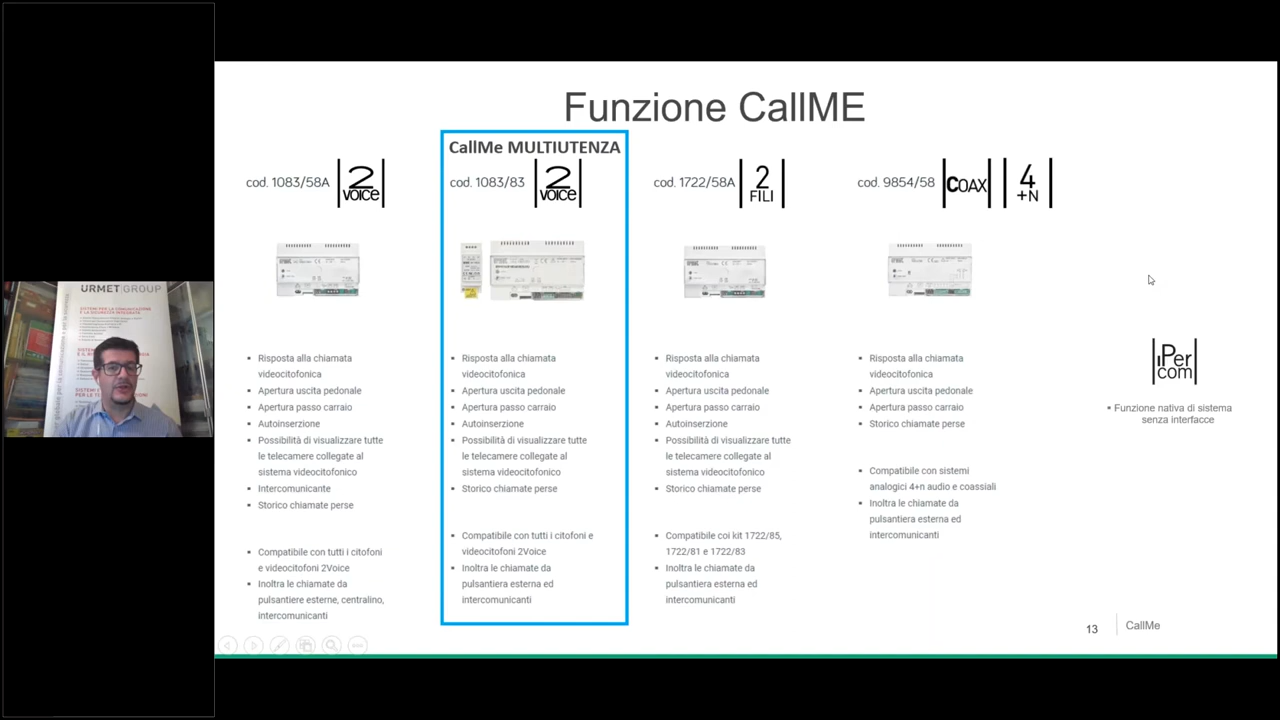 Funzione CallME
cod. 1083/58A
2
VOICE
CallMe MULTIUTENZA
cod. 1083/83
2
VOICE
cod. 1722/58A
2
FILI
cod. 9854/58
COAX
4
+N
▪ Risposta alla chiamata
videocitofonica
▪ Apertura uscita pedonale
▪ Apertura passo carraio
▪ Autoinserzione
▪ Possibilità di visualizzare tutte
le telecamere collegate al
sistema videocitofonico
▪ Intercomunicante
▪ Storico chiamate perse
▪ Compatibile con tutti i citofoni
e videocitofoni 2Voice
▪ Inoltra le chiamate da
pulsantiere esterne, centralino,
intercomunicanti
▪ Risposta alla chiamata
videocitofonica
▪ Apertura uscita pedonale
▪ Apertura passo carraio
▪ Autoinserzione
▪ Possibilità di visualizzare tutte
le telecamere collegate al
sistema videocitofonico
▪ Storico chiamate perse
▪ Compatibile con tutti i citofoni e
videocitofoni 2Voice
▪ Inoltra le chiamate da
pulsantiera esterna ed
intercomunicanti
▪ Risposta alla chiamata
videocitofonica
▪ Apertura uscita pedonale
▪ Apertura passo carraio
▪ Autoinserzione
▪ Possibilità di visualizzare tutte
le telecamere collegate al
sistema videocitofonico
▪ Storico chiamate perse
▪ Compatibile coi kit 1722/85,
1722/81 e 1722/83
▪ Inoltra le chiamate da
pulsantiera esterna ed
intercomunicanti
▪ Risposta alla chiamata
videocitofonica
▪ Apertura uscita pedonale
▪ Apertura passo carraio
▪ Storico chiamate perse
▪ Compatibile con sistemi
analogici 4+n audio e coassiali
▪ Inoltra le chiamate da
pulsantiera esterna ed
intercomunicanti
iPer
com
▪ Funzione nativa di sistema
senza interfacce
13
CallMe
URMET GROUP